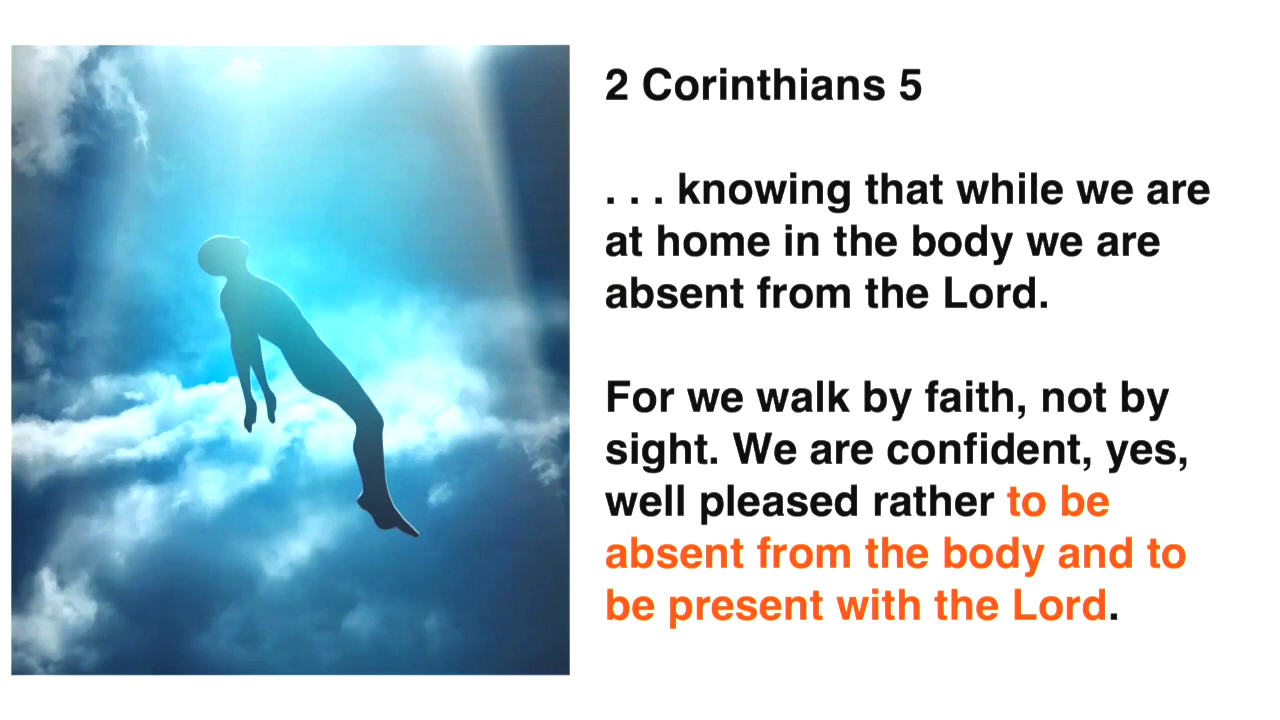 2 Corinthians 5
. . . knowing that while we are
at home in the body we are
absent from the Lord.
For we walk by faith, not by
sight. We are confident, yes,
well pleased rather to be
absent from the body and to
be present with the Lord.